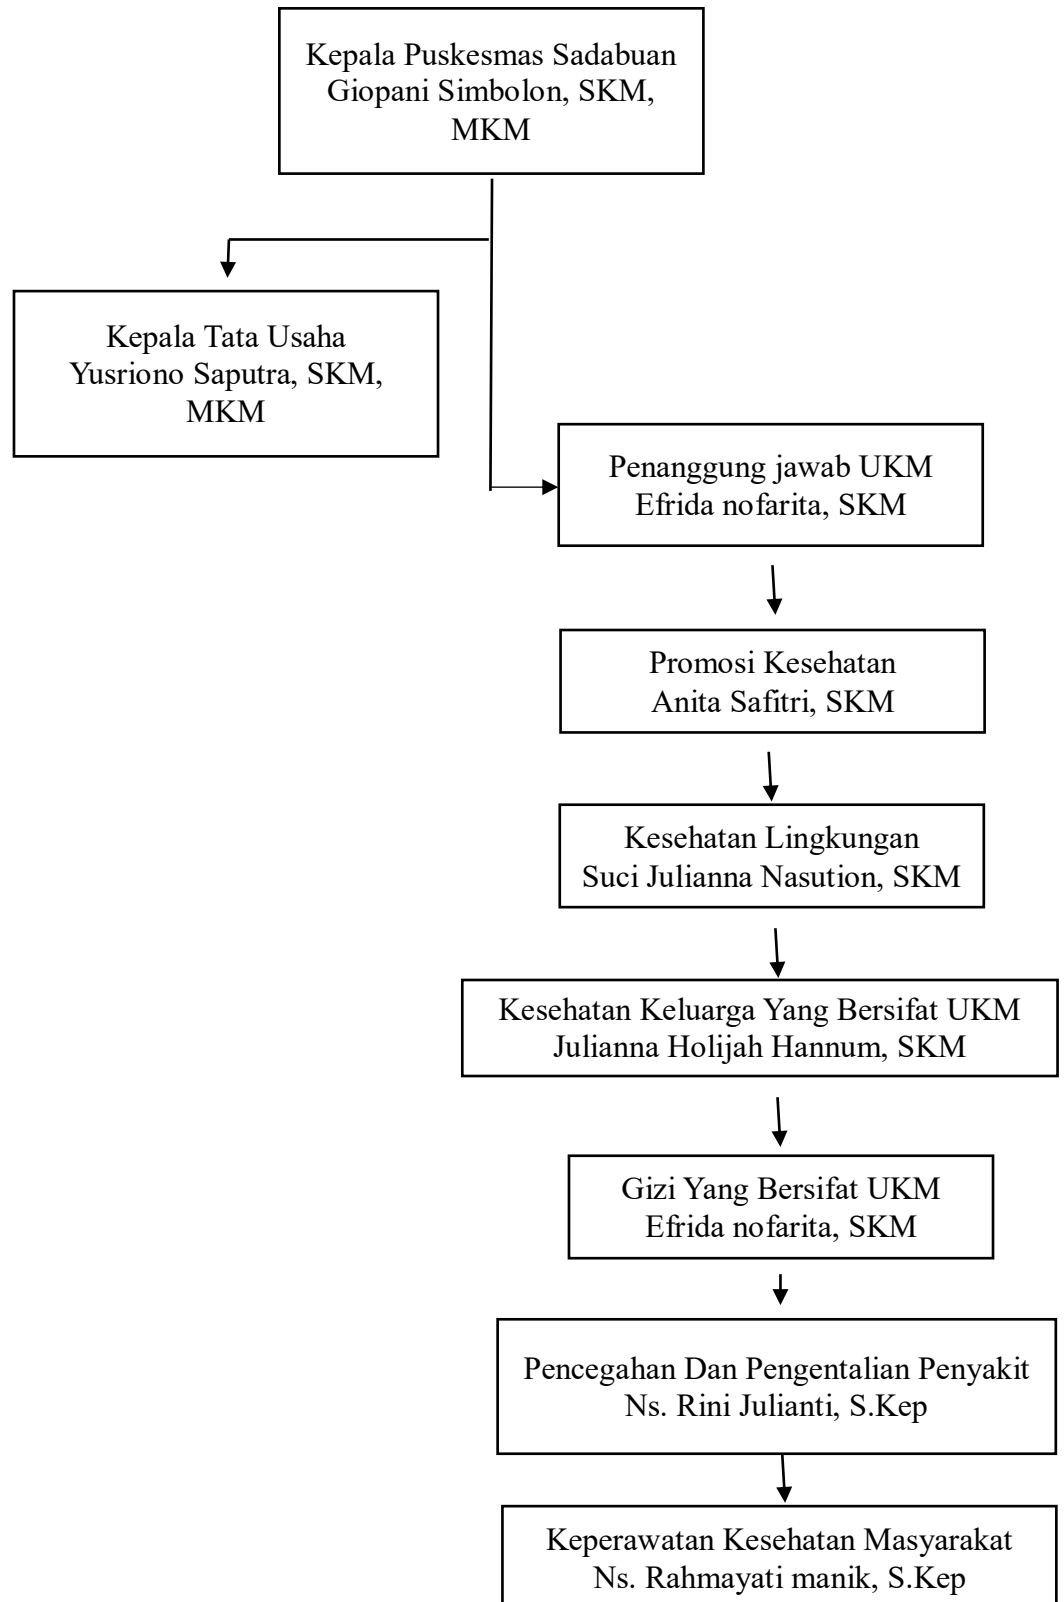 Kepala Puskesmas Sadabuan
Giopani Simbolon, SKM,
MKM
Kepala Tata Usaha
Yusriono Saputra, SKM,
MKM
Penanggung jawab UKM
Efrida nofarita, SKM
Promosi Kesehatan
Anita Safitri, SKM
Kesehatan Lingkungan
Suci Julianna Nasution, SKM
Kesehatan Keluarga Yang Bersifat UKM
Julianna Holijah Hannum, SKM
Gizi Yang Bersifat UKM
Efrida nofarita, SKM
Pencegahan Dan Pengentalian Penyakit
Ns. Rini Julianti, S.Kep
Keperawatan Kesehatan Masyarakat
Ns. Rahmayati manik, S.Kep